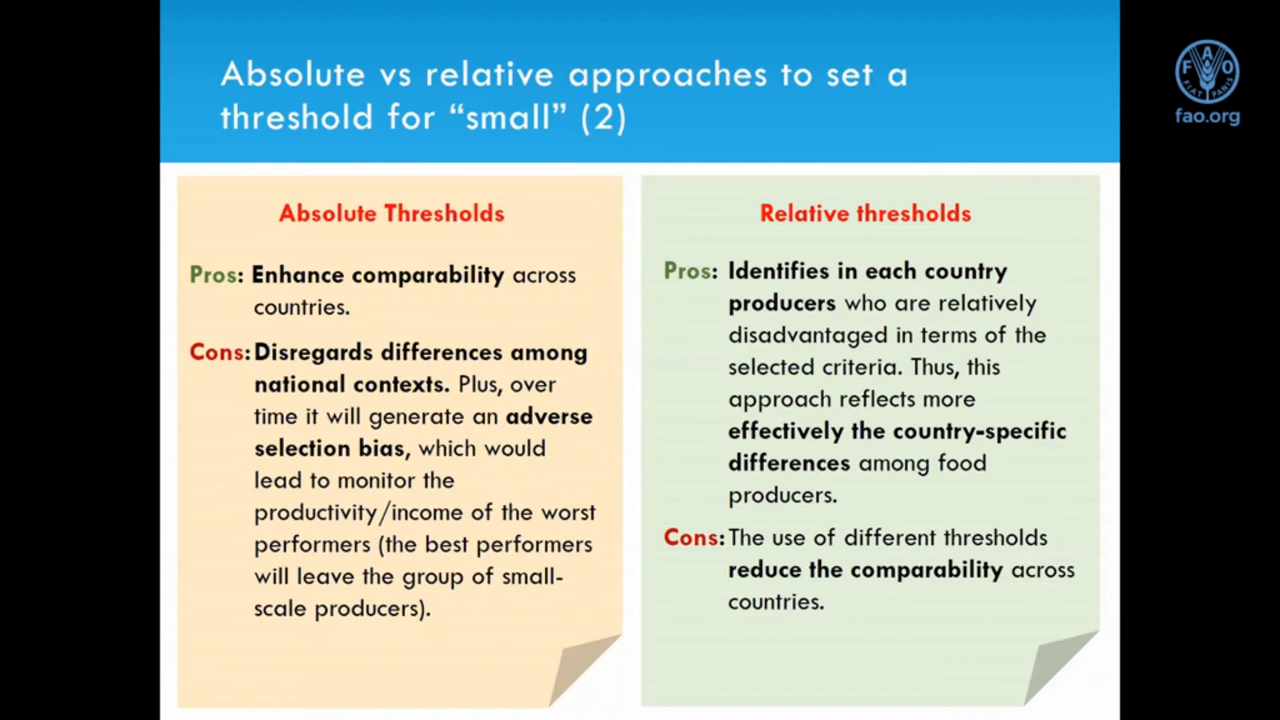 Absolute vs relative approaches to set a
threshold for “small” (2)
FAO
FIAT PANIS
fao.org
Absolute Thresholds
Pros: Enhance comparability across
countries.
Cons: Disregards differences among
national contexts. Plus, over
time it will generate an adverse
selection bias, which would
lead to monitor the
productivity/income of the worst
performers (the best performers
will leave the group of small-
scale producers).
Relative thresholds
Pros: Identifies in each country
producers who are relatively
disadvantaged in terms of the
selected criteria. Thus, this
approach reflects more
effectively the country-specific
differences among food
producers.
Cons: The use of different thresholds
reduce the comparability across
countries.